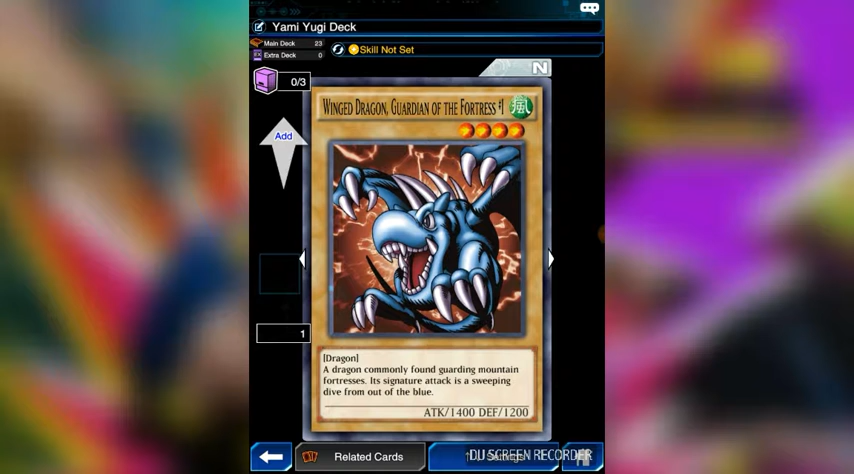 Yami Yugi Deck
Main Deck 23
Extra Deck 0
Skill Not Set
N
0/3
WINGED DRAGON, GUARDIAN OF THE FORTRESS #1
風
Add
1
[Dragon]
A dragon commonly found guarding mountain
fortresses. Its signature attack is a sweeping
dive from out of the blue.
ATK/1400 DEF/1200
Related Cards
DU SCREEN RECORDER